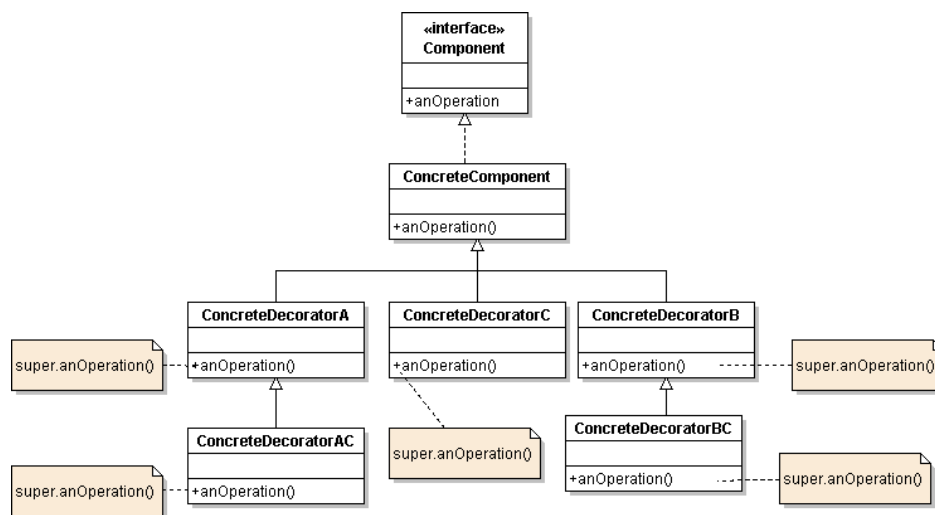 «interface»
Component
+anOperation
ConcreteComponent
+anOperation()
ConcreteDecoratorA
+anOperation()
ConcreteDecoratorC
+anOperation()
ConcreteDecoratorB
+anOperation()
super.anOperation()
super.anOperation()
ConcreteDecoratorAC
+anOperation()
super.anOperation()
super.anOperation()
ConcreteDecoratorBC
+anOperation()
super.anOperation()